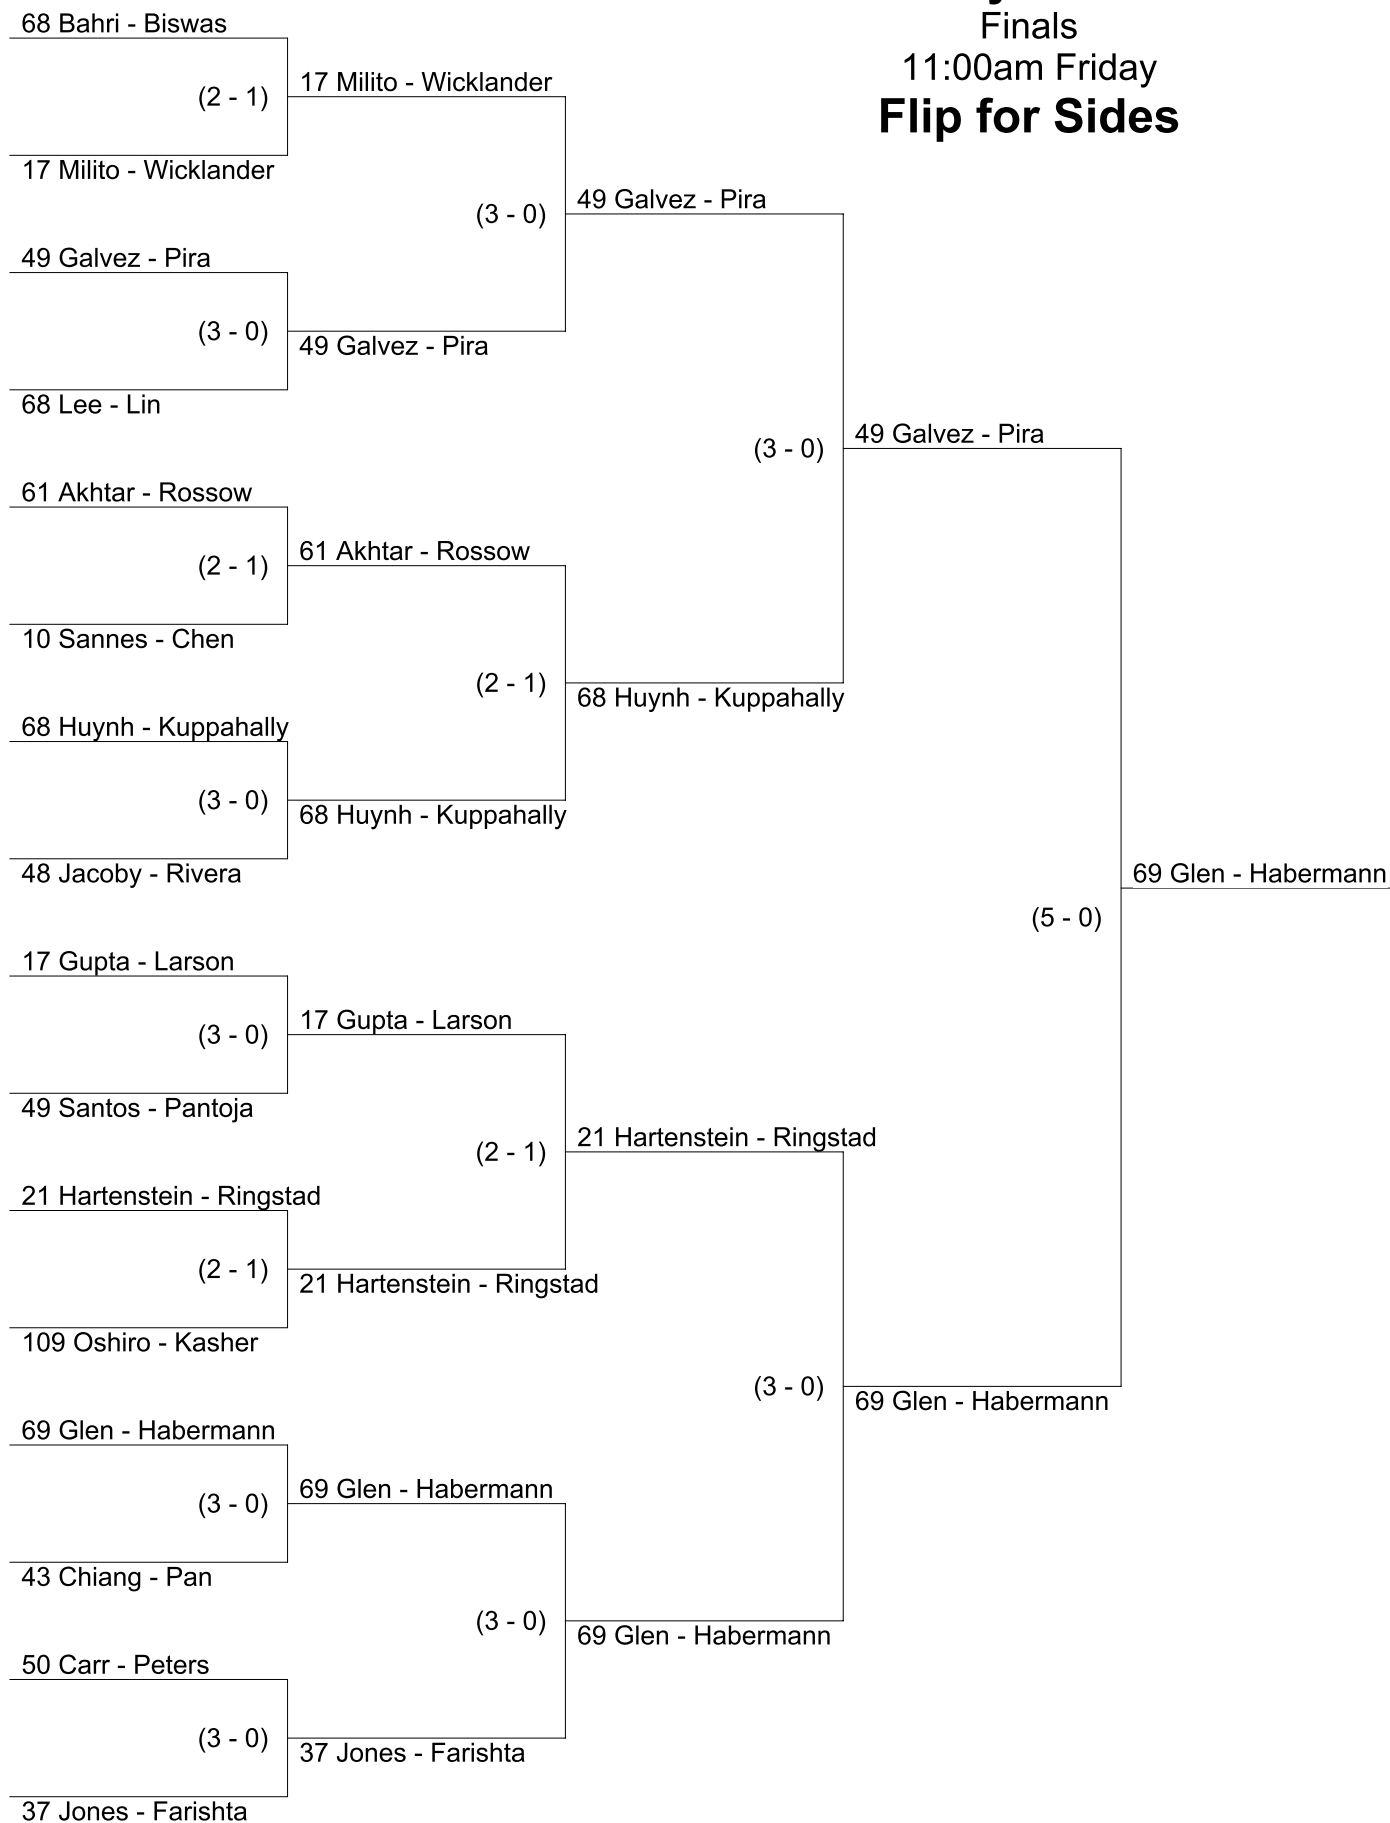 Finals
11:00am Friday
Flip for Sides
68 Bahri - Biswas
(2 - 1)
17 Milito - Wicklander
17 Milito - Wicklander
(3 - 0)
49 Galvez - Pira
49 Galvez - Pira
(3 - 0)
49 Galvez - Pira
68 Lee - Lin
(3 - 0)
49 Galvez - Pira
61 Akhtar - Rossow
(2 - 1)
61 Akhtar - Rossow
10 Sannes - Chen
(2 - 1)
68 Huynh - Kuppahally
68 Huynh - Kuppahally
(3 - 0)
68 Huynh - Kuppahally
48 Jacoby - Rivera
69 Glen - Habermann
(5 - 0)
17 Gupta - Larson
(3 - 0)
17 Gupta - Larson
49 Santos - Pantoja
(2 - 1)
21 Hartenstein - Ringstad
21 Hartenstein - Ringstad
(2 - 1)
21 Hartenstein - Ringstad
109 Oshiro - Kasher
(3 - 0)
69 Glen - Habermann
69 Glen - Habermann
(3 - 0)
69 Glen - Habermann
43 Chiang - Pan
(3 - 0)
69 Glen - Habermann
50 Carr - Peters
(3 - 0)
37 Jones - Farishta
37 Jones - Farishta